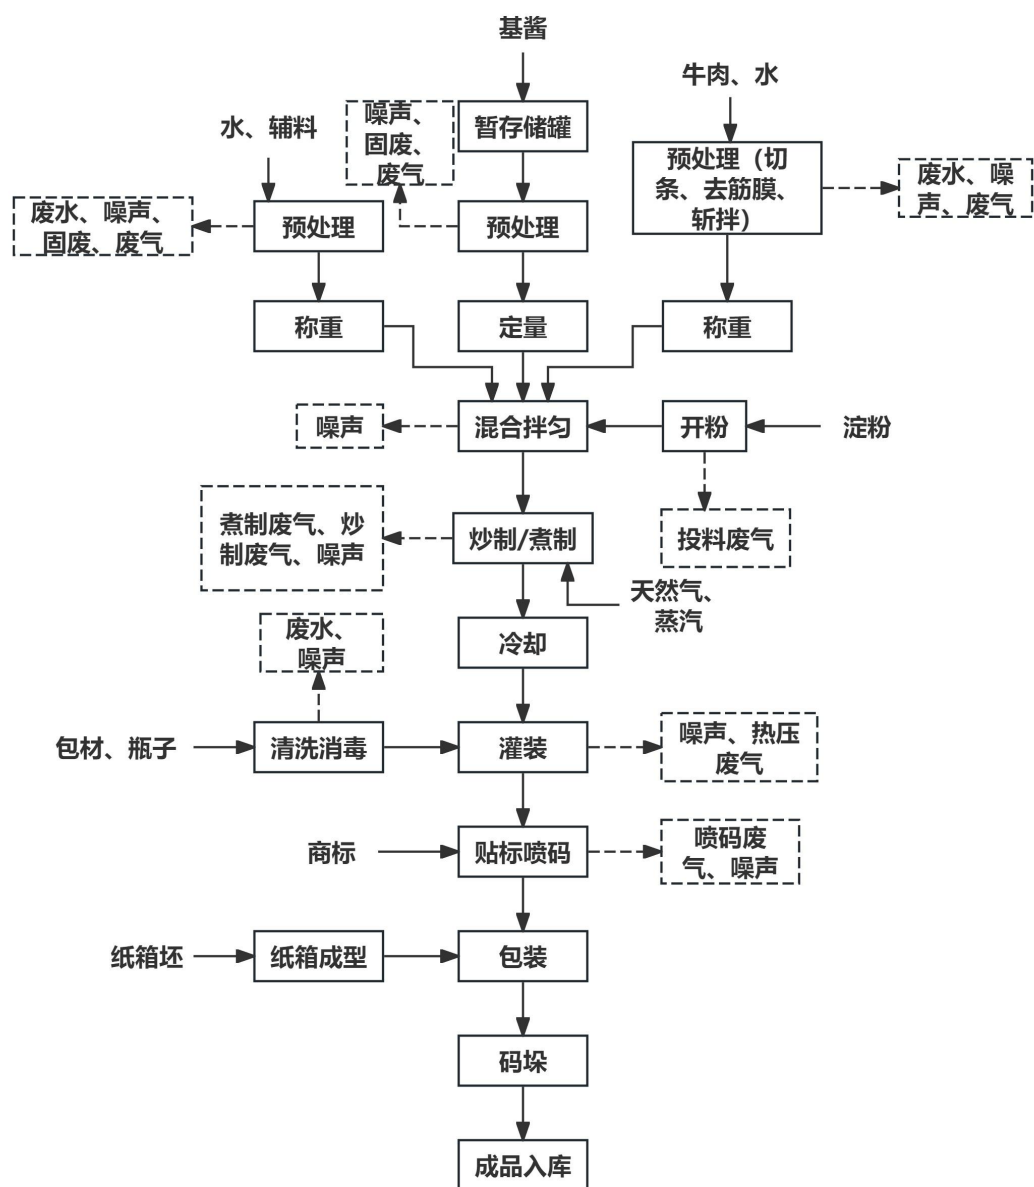 基酱
牛肉、水
水、辅料
噪声、
固废、
废气
暂存储罐
预处理（切
条、去筋膜、
斩拌）
废水、噪
声、废气
废水、噪声、
固废、废气
预处理
预处理
称重
定量
称重
噪声
混合拌匀
开粉
淀粉
煮制废气、炒
制废气、噪声
炒制/煮制
投料废气
天然气、
蒸汽
废水、
噪声
冷却
包材、瓶子
清洗消毒
灌装
噪声、热压
废气
商标
贴标喷码
喷码废
气、噪声
纸箱坯
纸箱成型
包装
码垛
成品入库